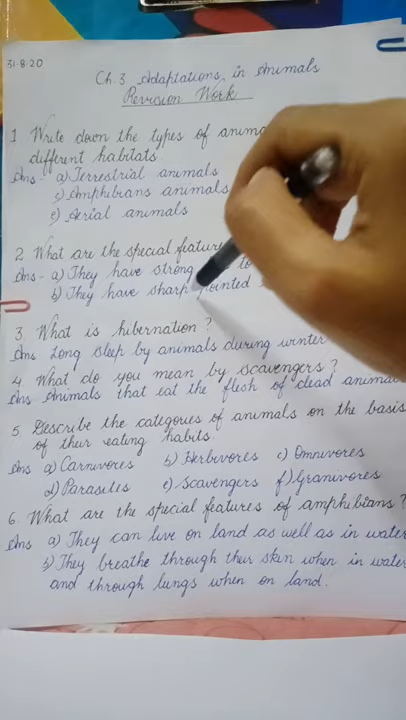 31-8-20
Ch. 3 Adaptations in Animals
Revision Work
1 Write down the types of
different habitats.
Ans - a) Terrestrial animals
c) Amphibians animals
e) Aerial animals
2. What are the special
Ans - a) They have strong to
b) They have sharp pointed
3. What is hibernation?
Ans Long sleep by animals during winter
4. What do you mean by scavengers?
Ans Animals that eat the flesh of dead
5. Describe the categories of animals on the basis
of their eating habits.
Ans a) Carnivores b) Herbivores c) Omnivores
d) Parasites e) Scavengers f) Granivores
6. What are the special features of amphibians?
Ans a) They can live on land as well as in water
b) They breathe through their skin when in water
and through lungs when on land.